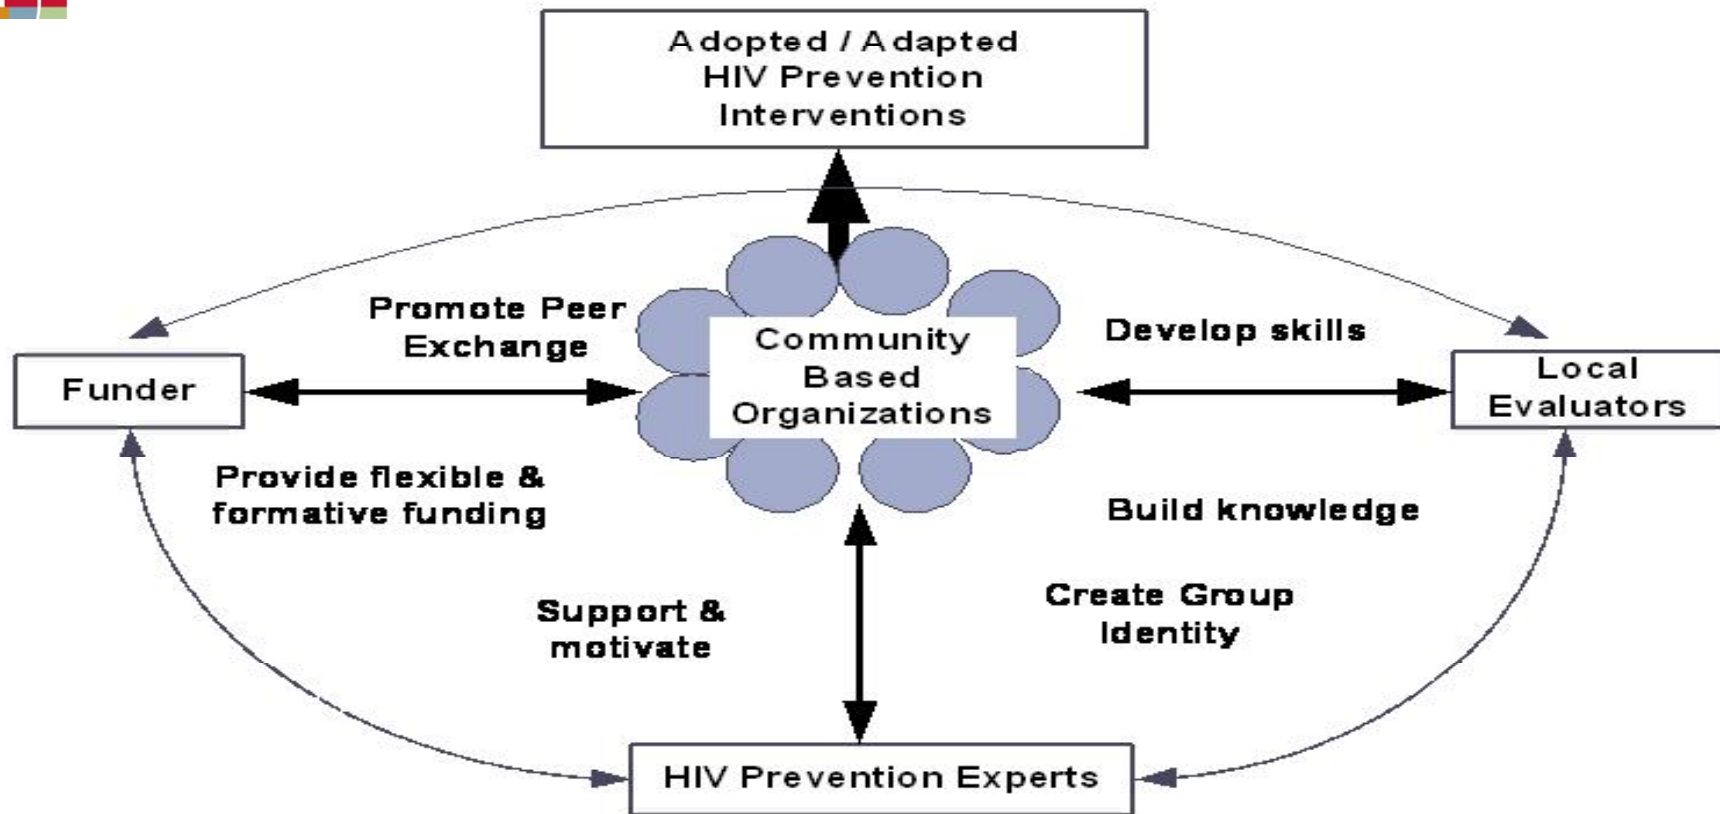 Adopted / Adapted
HIV Prevention
Interventions
Promote Peer
Exchange
Community
Based
Organizations
Develop skills
Funder
Local
Evaluators
Provide flexible &
formative funding
Build knowledge
Support &
motivate
Create Group
Identity
HIV Prevention Experts